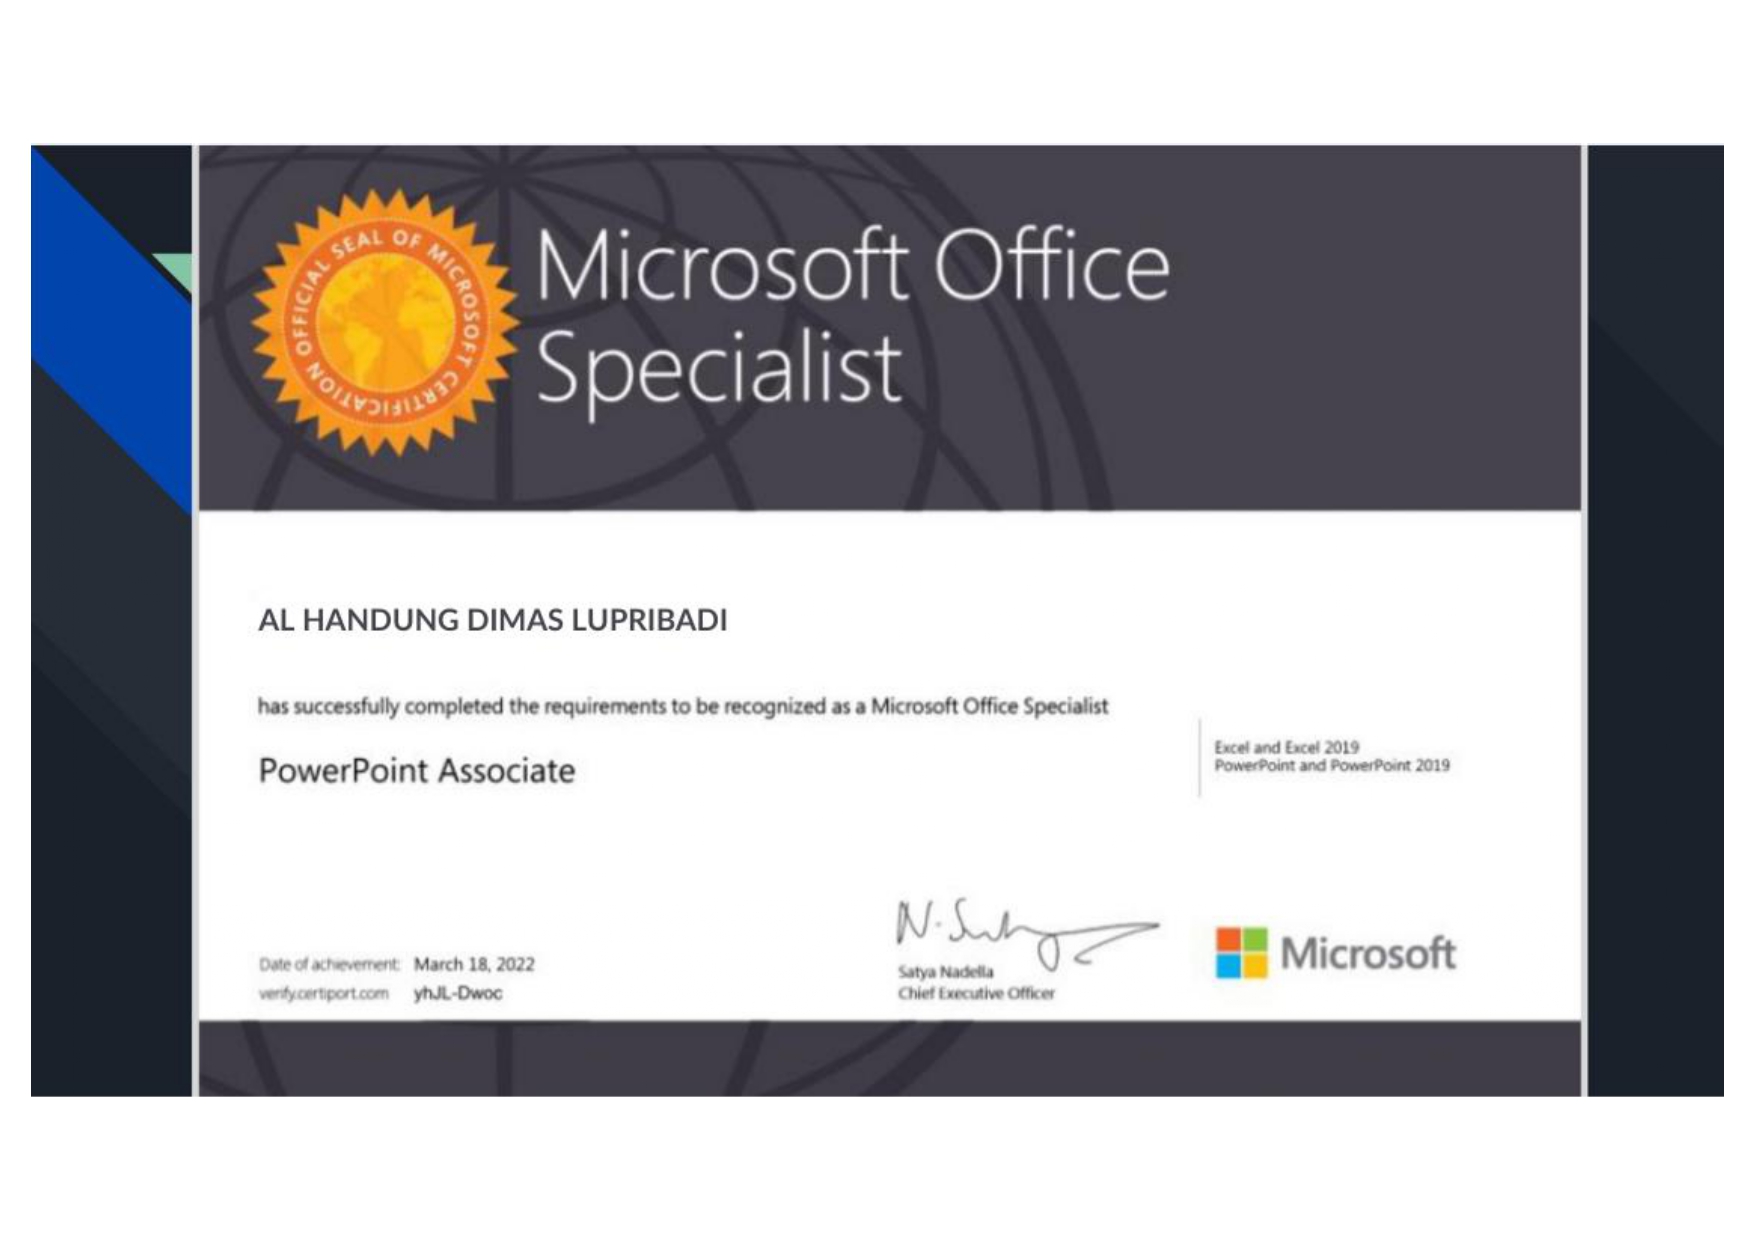 OFFICIAL SEAL OF MICROSOFT CERTIFICATION
Microsoft Office
Specialist
AL HANDUNG DIMAS LUPRIBADI
has successfully completed the requirements to be recognized as a Microsoft Office Specialist
PowerPoint Associate
Excel and Excel 2019
PowerPoint and PowerPoint 2019
Date of achievement: March 18, 2022
verify.certiport.com yhJL-Dwoc
N. Satya
Satya Nadella
Chief Executive Officer
Microsoft